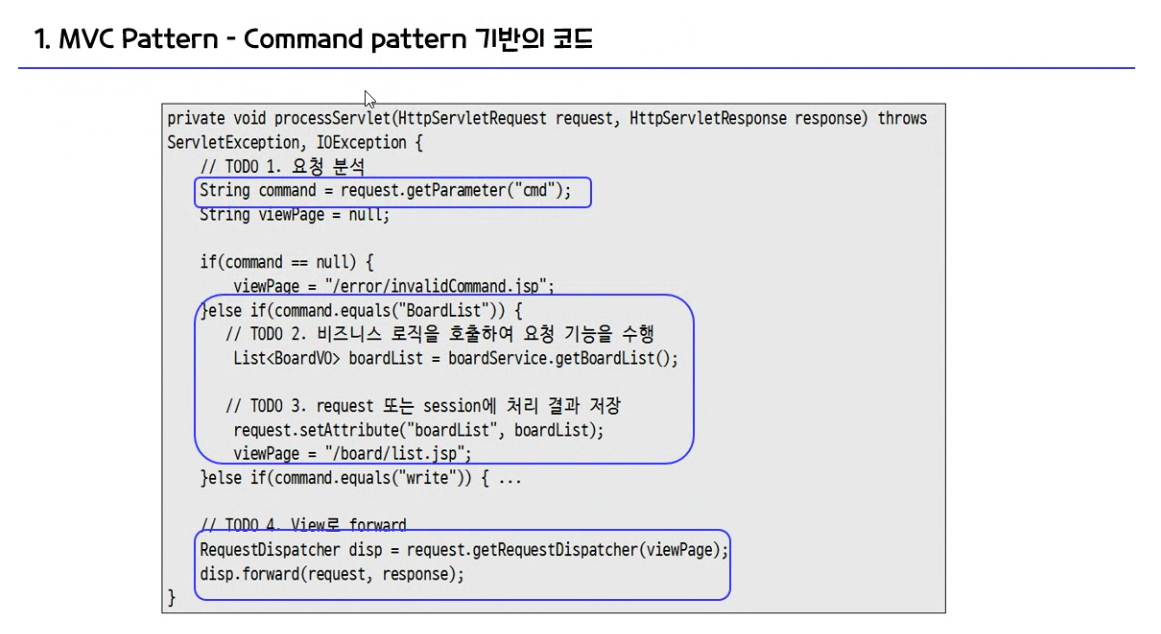 1. MVC Pattern - Command pattern 기반의 코드
private void processServlet(HttpServletRequest request, HttpServletResponse response) throws
ServletException, IOException {
// TODO 1. 요청 분석
String command = request.getParameter("cmd");
String viewPage = null;
if(command == null) {
viewPage = "/error/invalidCommand.jsp";
}else if(command.equals("BoardList")) {
// TODO 2. 비즈니스 로직을 호출하여 요청 기능을 수행
List<BoardVO> boardList = boardService.getBoardList();
// TODO 3. request 또는 session에 처리 결과 저장
request.setAttribute("boardList", boardList);
viewPage = "/board/list.jsp";
}else if(command.equals("write")) { ...
// TODO 4. View로 forward
RequestDispatcher disp = request.getRequestDispatcher(viewPage);
disp.forward(request, response);
}